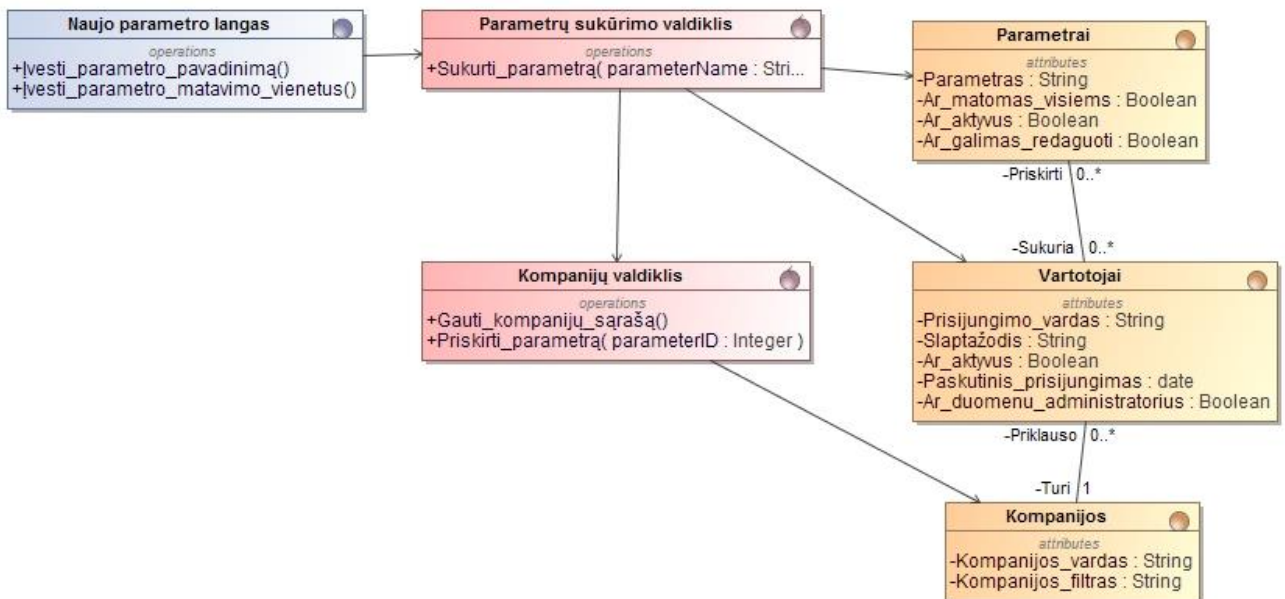 Naujo parametro langas
operations
+Įvesti_parametro_pavadinimą()
+Įvesti_parametro_matavimo_vienetus()
Parametrų sukūrimo valdiklis
operations
+Sukurti_parametrą( parameterName : Stri...
Parametrai
attributes
-Parametras : String
-Ar_matomas_visiems : Boolean
-Ar_aktyvus : Boolean
-Ar_galimas_redaguoti : Boolean
-Priskirti 0..*
-Sukuria 0..*
Kompanijų valdiklis
operations
+Gauti_kompanijų_sąrašą()
+Priskirti_parametrą( parameterID : Integer )
Vartotojai
attributes
-Prisijungimo_vardas : String
-Slaptažodis : String
-Ar_aktyvus : Boolean
-Paskutinis_prisijungimas : date
-Ar_duomenu_administratorius : Boolean
-Priklauso 0..*
-Turi 1
Kompanijos
attributes
-Kompanijos_vardas : String
-Kompanijos_filtras : String